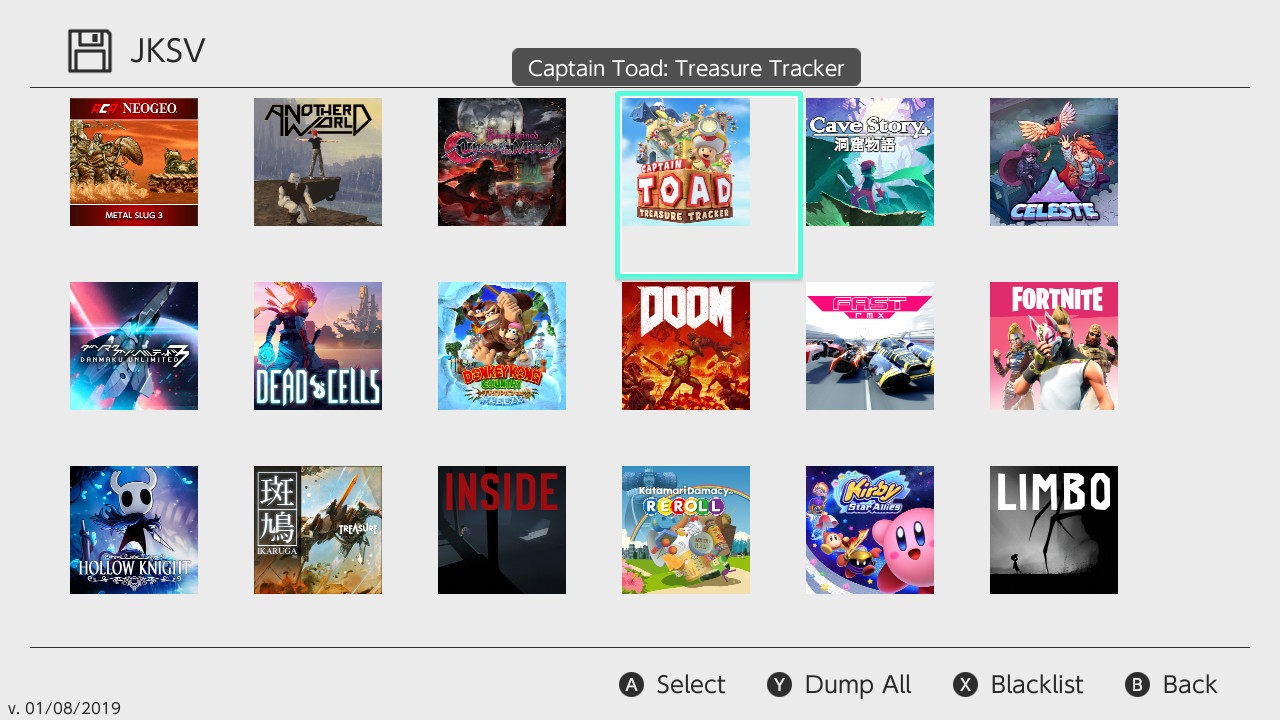 JKSV
Captain Toad: Treasure Tracker
ACA NEOGEO
METAL SLUG 3
ANOTHER
WORLD
Bloodstained
Curse of the Moon
CAPTAIN
TOAD
TREASURE TRACKER
Cave Story+
洞窟物語
CELESTE
DANMAKU UNLIMITED 3
DEAD CELLS
DONKEY KONG
COUNTRY
TROPICAL
FREEZE
DOOM
FAST
rmx
FORTNITE
HOLLOW KNIGHT
斑
鳩
IKARUGA
TREASURE
INSIDE
Katamari Damacy
REROLL
Kirby
Star Allies
LIMBO
A Select
Y Dump All
X Blacklist
B Back
v. 01/08/2019